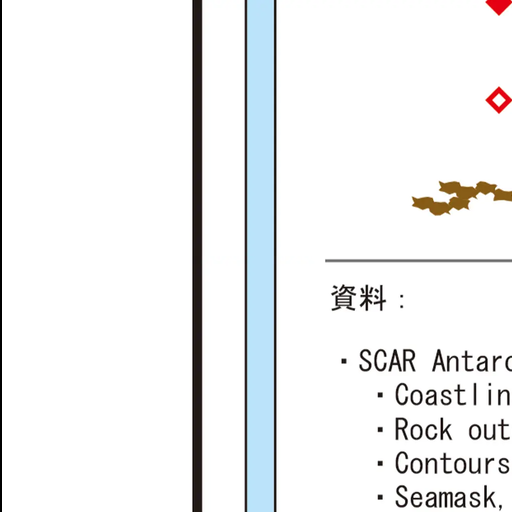 資料：
・SCAR Antarc
・Coastlin
・Rock out
・Contours
・Seamask,